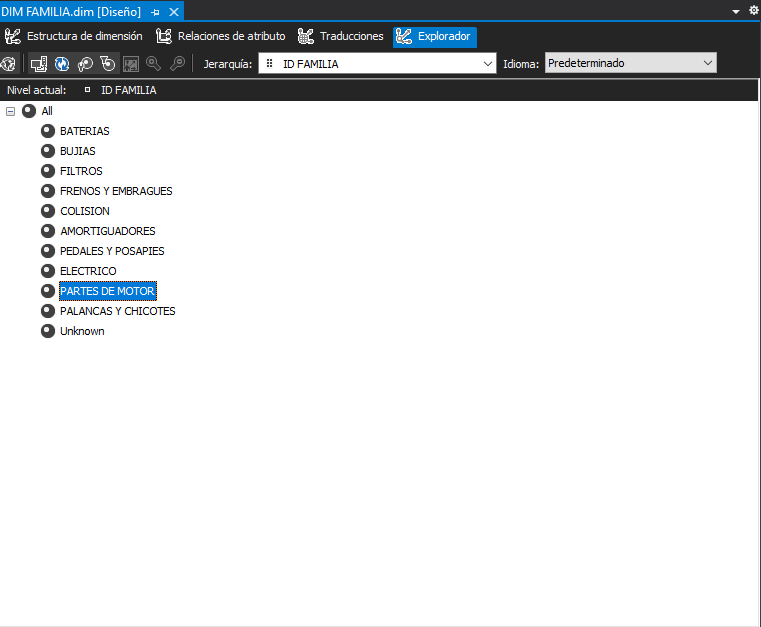 DIM FAMILIA.dim [Diseño]
Estructura de dimensión Relaciones de atributo Traducciones Explorador
Jerarquía: ID FAMILIA Idioma: Predeterminado
Nivel actual: ID FAMILIA
All
BATERIAS
BUJIAS
FILTROS
FRENOS Y EMBRAGUES
COLISION
AMORTIGUADORES
PEDALES Y POSAPIES
ELECTRICO
PARTES DE MOTOR
PALANCAS Y CHICOTES
Unknown